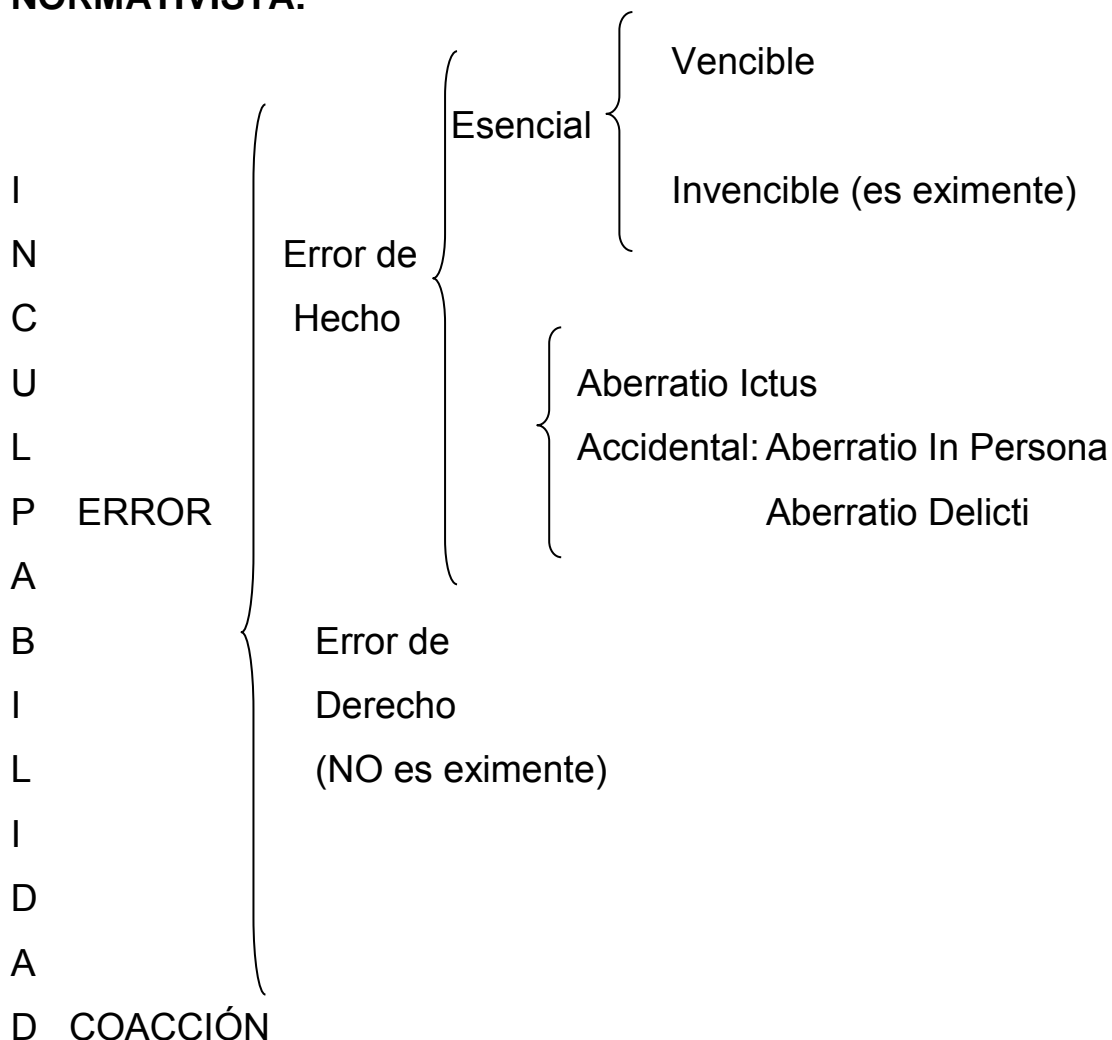 NORMATIVISTA.
Vencible
Esencial
I Invencible (es eximente)
N Error de
C Hecho
U Aberratio Ictus
L Accidental: Aberratio In Persona
P ERROR Aberratio Delicti
A
B Error de
I Derecho
L (NO es eximente)
I
D
A
D COACCIÓN